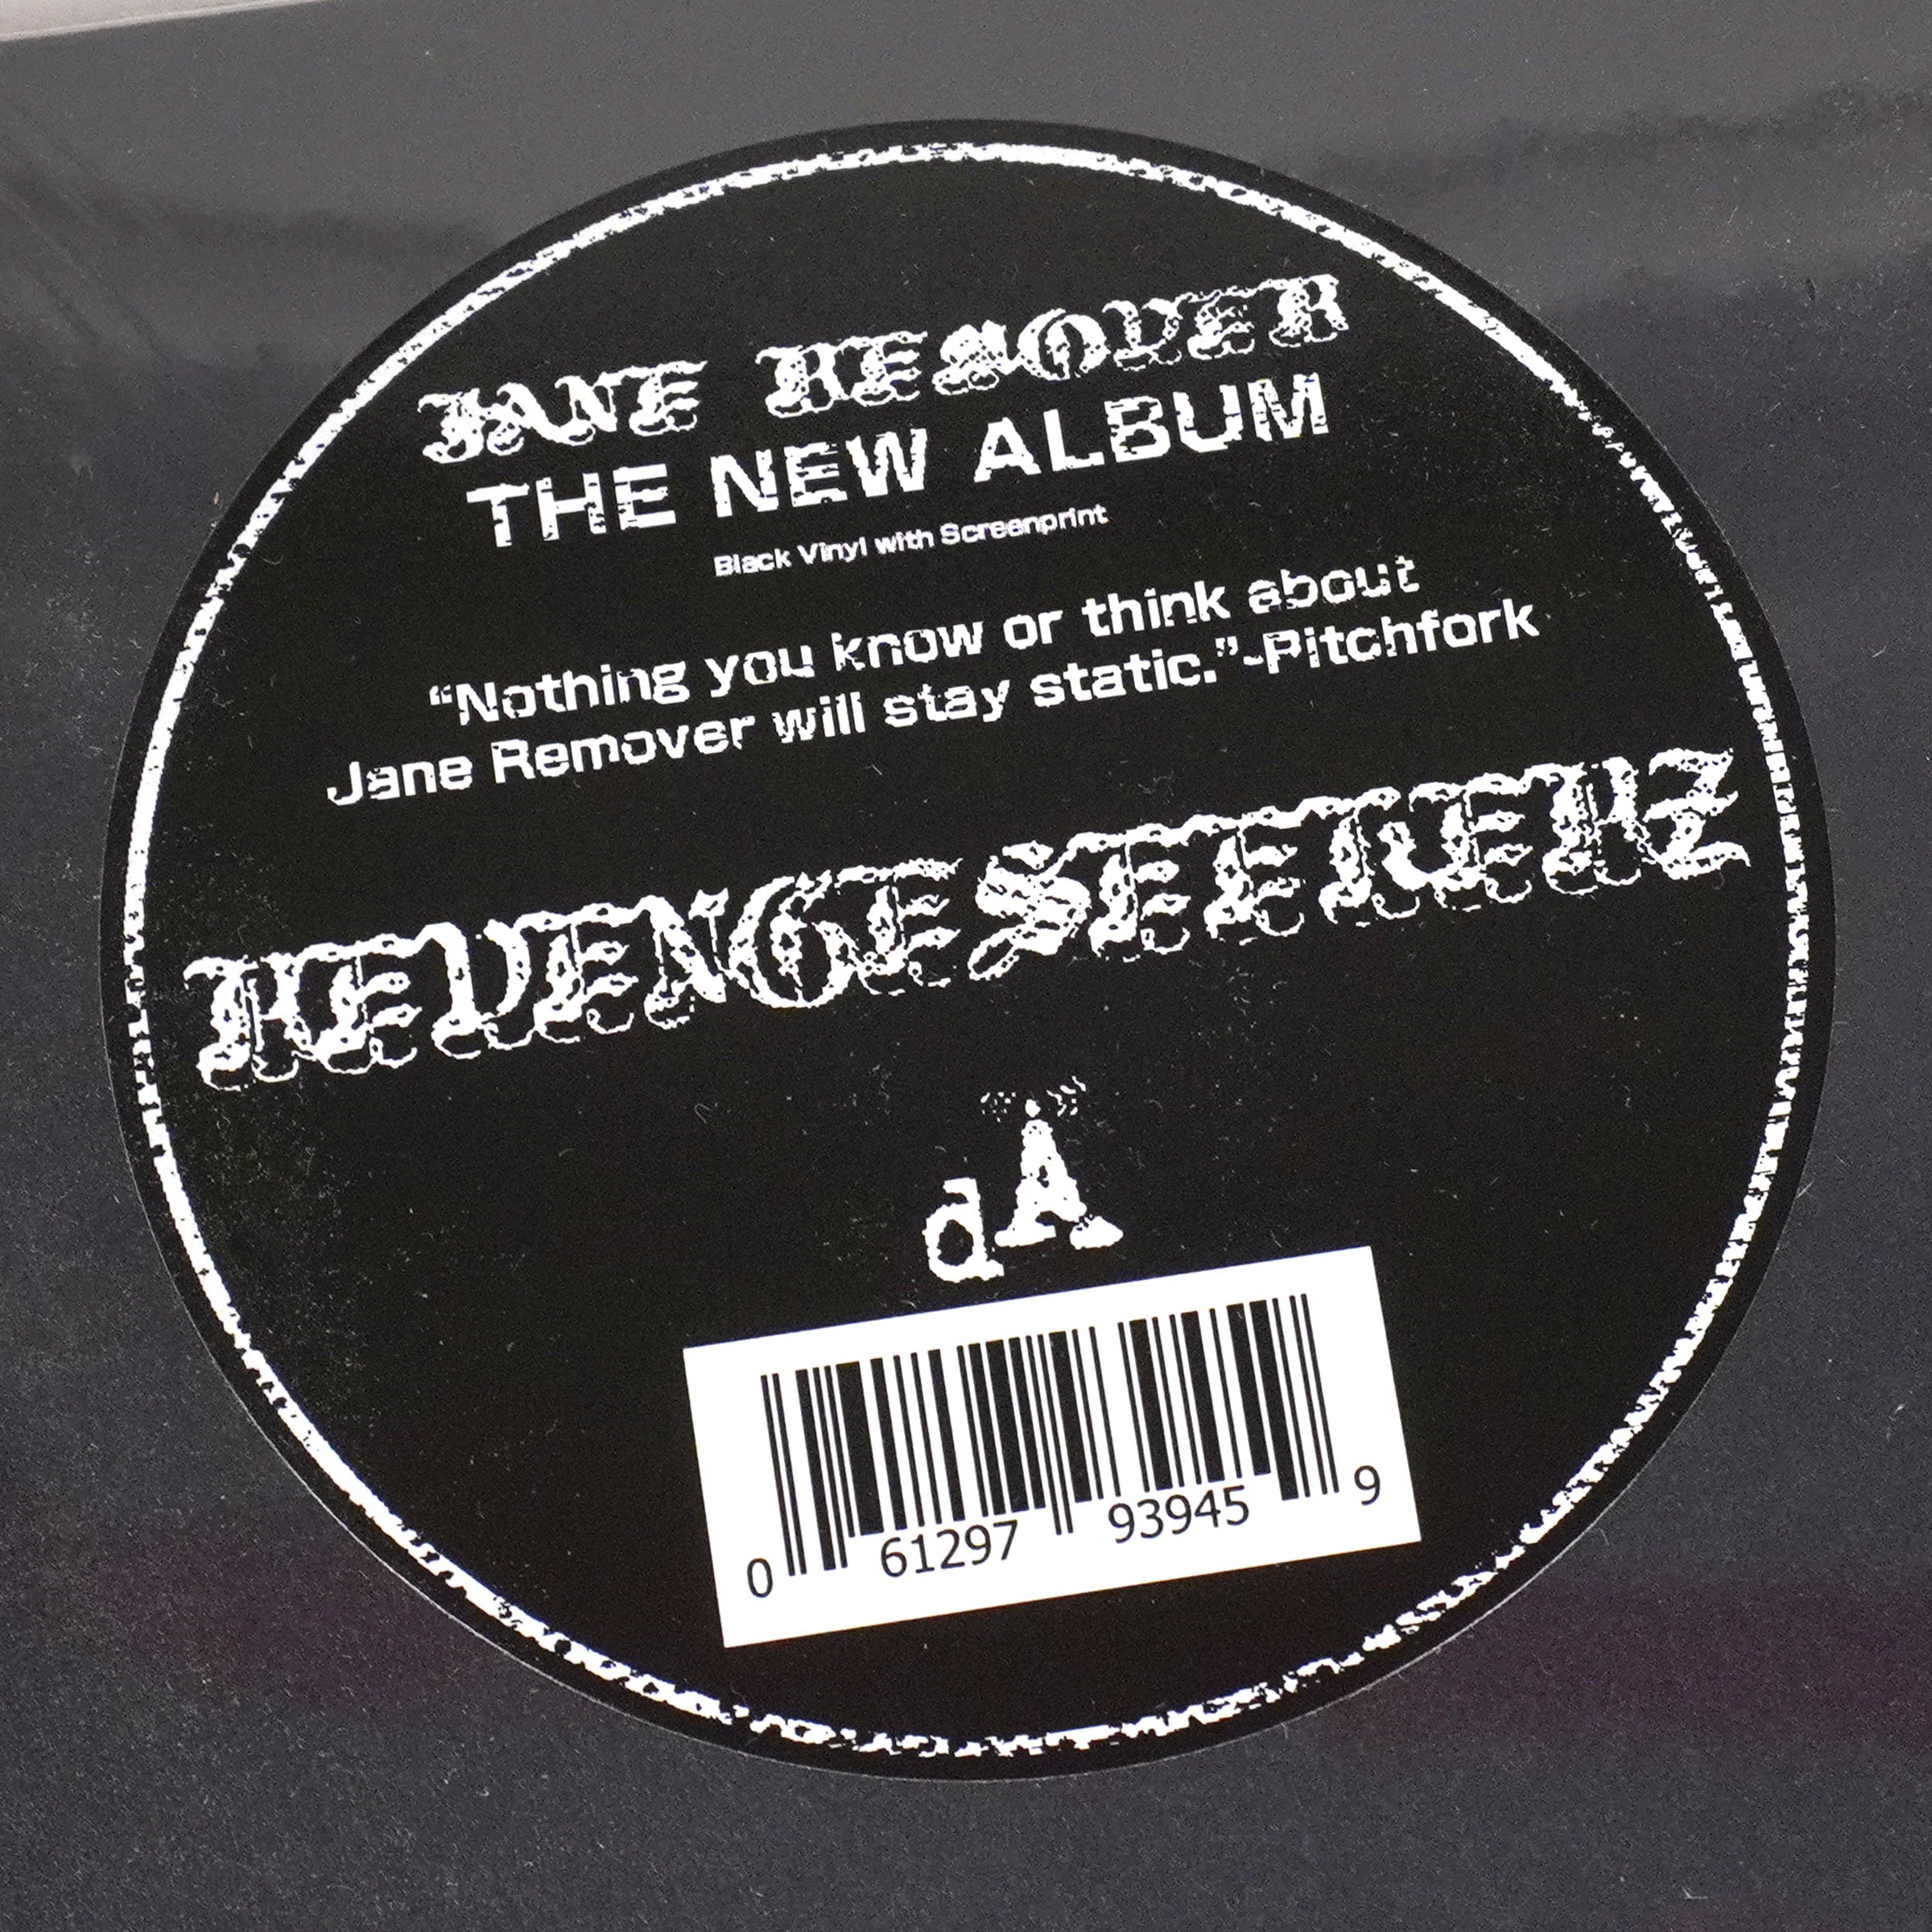 JANE REMOVER
THE NEW ALBUM
Black Vinyl with Screenprint
“Nothing you know or think about
Jane Remover will stay static.”-Pitchfork
REVENGESEEKERZ
dA
0 61297 93945 9